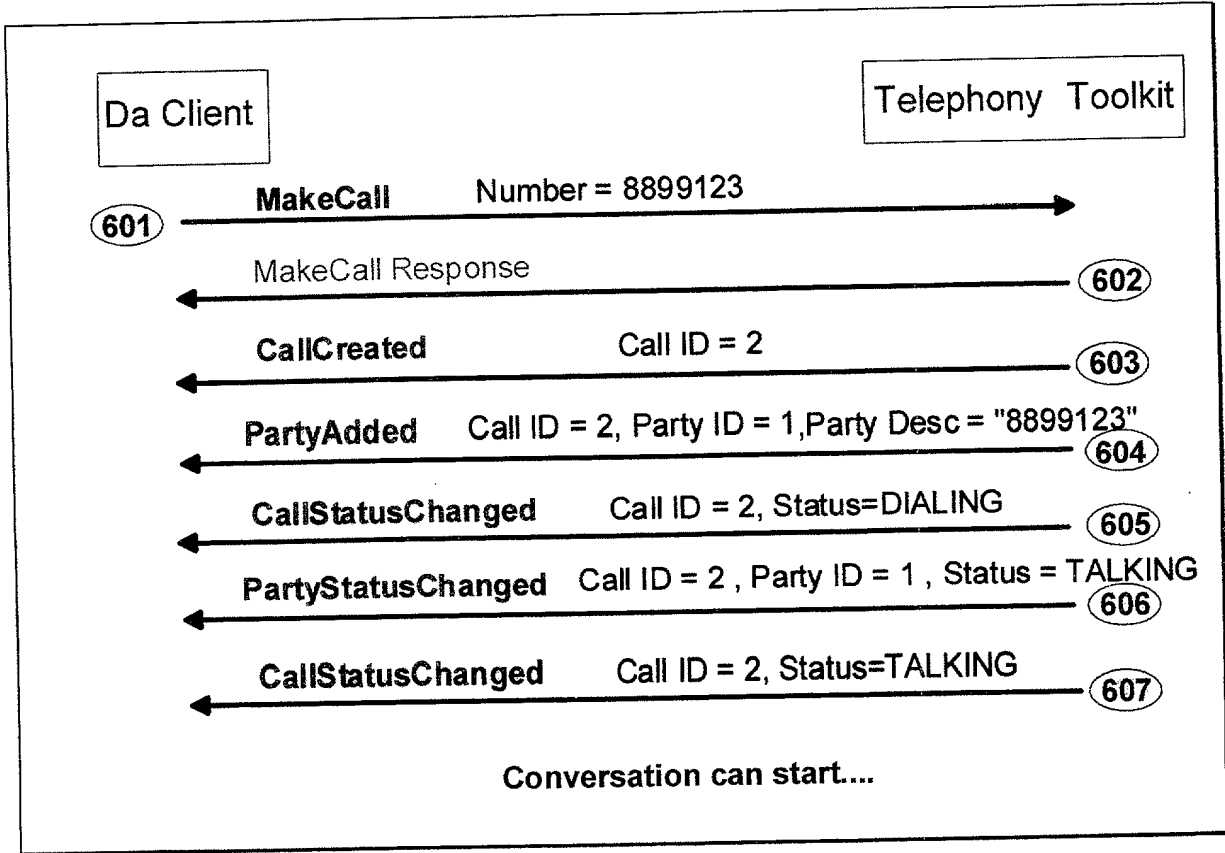 Da Client
Telephony Toolkit
MakeCall Number = 8899123
601
MakeCall Response
602
CallCreated Call ID = 2
603
PartyAdded Call ID = 2, Party ID = 1,Party Desc = "8899123"
604
CallStatusChanged Call ID = 2, Status=DIALING
605
PartyStatusChanged Call ID = 2 , Party ID = 1 , Status = TALKING
606
CallStatusChanged Call ID = 2, Status=TALKING
607
Conversation can start....